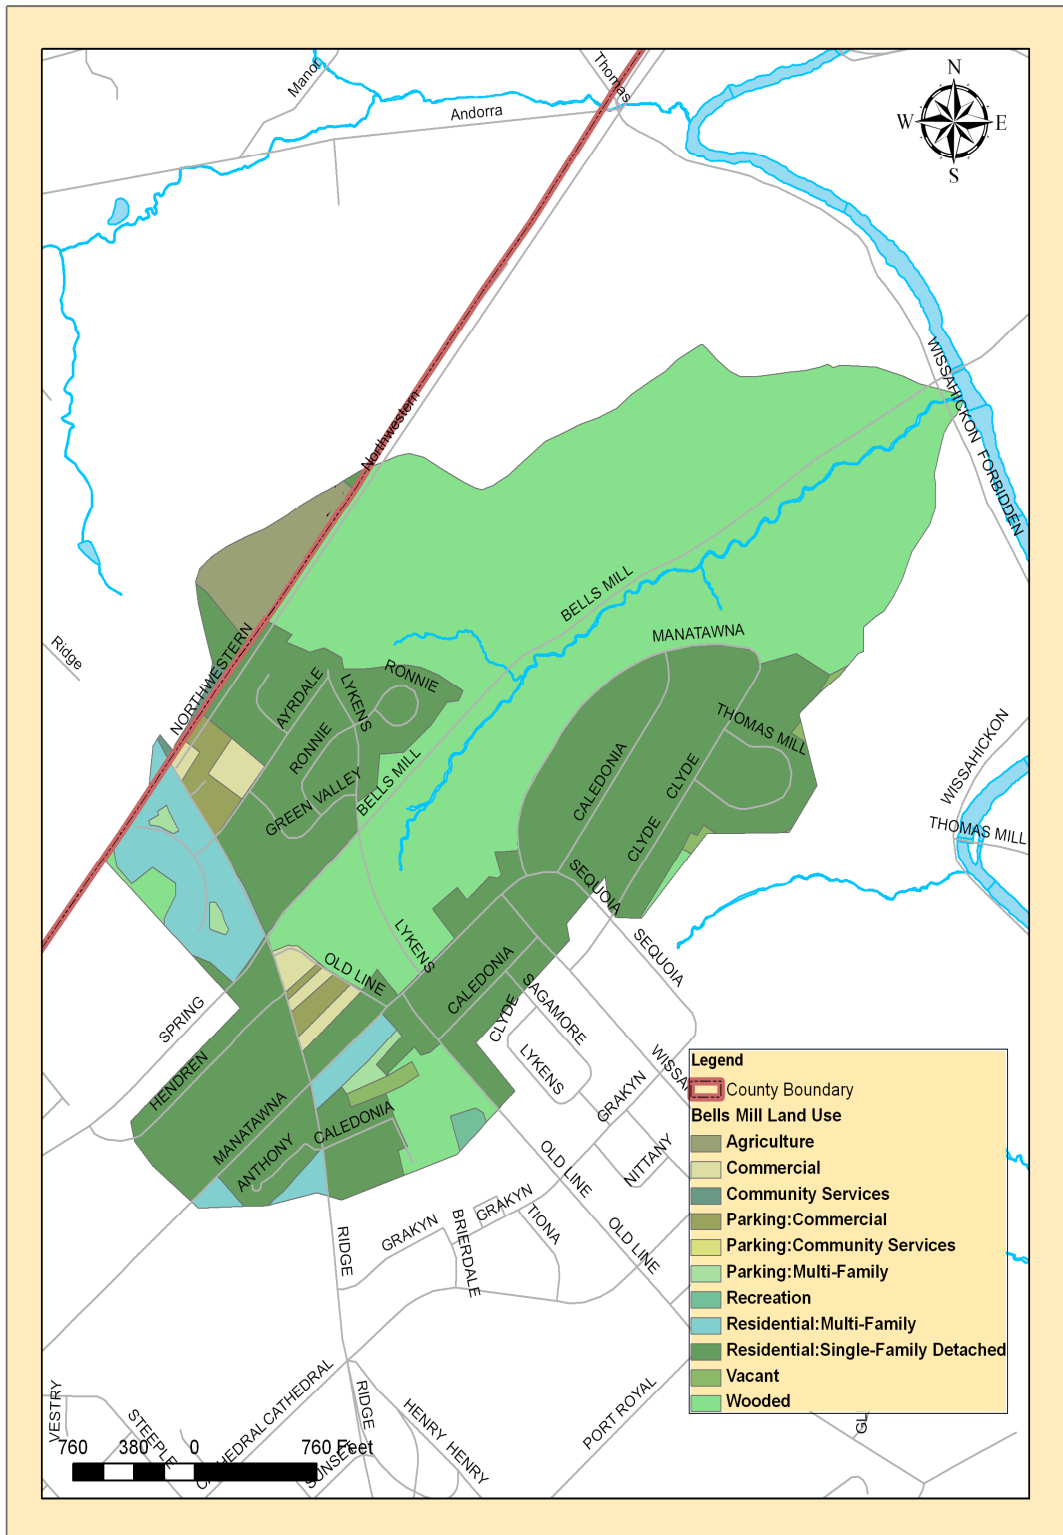 Manor
Thomas
Andorra
N
W
E
S
WISSAHICKON
FORBIDDEN
Northwestern
BELLS MILL
MANATAWNA
Ridge
NORTHWESTERN
AYRDALE
LYKENS
RONNIE
RONNIE
GREEN VALLEY
BELLS MILL
THOMAS MILL
CALEDONIA
CLYDE
CLYDE
WISSAHICKON
THOMAS MILL
SEQUOIA
SEQUOIA
LYKENS
OLD LINE
CALEDONIA
SAGAMORE
CLYDE
SPRING
LYKENS
HENDREN
WISSA
GRAKYN
MANATAWNA
CALEDONIA
ANTHONY
NITTANY
OLD LINE
GRAKYN
GRAKYN
BRIERDALE
TIONA
OLD LINE
RIDGE
Legend
County Boundary
Bells Mill Land Use
Agriculture
Commercial
Community Services
Parking:Commercial
Parking:Community Services
Parking:Multi-Family
Recreation
Residential:Multi-Family
Residential:Single-Family Detached
Vacant
Wooded
VESTRY
STEEPLE
CATHEDRAL
CATHEDRAL
RIDGE
HENRY
HENRY
PORT ROYAL
SUNSET
760 380 0 760 Feet